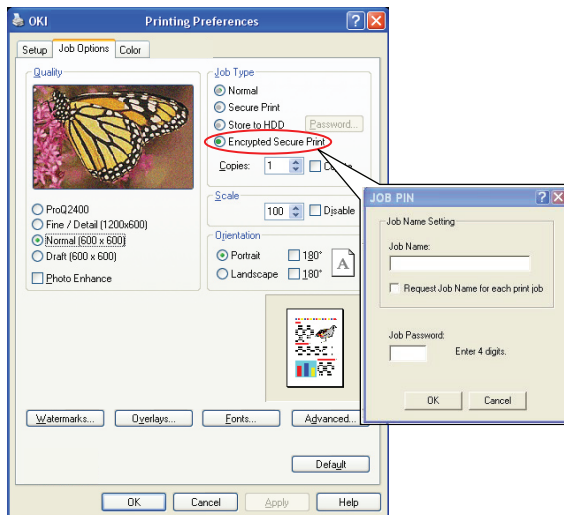 OKI Printing Preferences
Setup Job Options Color
Quality
ProQ2400
Fine / Detail (1200x600)
Normal (600 x 600)
Draft (600 x 600)
Photo Enhance
Job Type
Normal
Secure Print
Store to HDD Password...
Encrypted Secure Print
Copies: 1
Scale
100 Disable
Orientation
Portrait 180°
Landscape 180°
A
Watermarks... Overlays... Fonts... Advanced...
Default
OK Cancel Apply Help
JOB PIN
Job Name Setting
Job Name:
Request Job Name for each print job
Job Password:
Enter 4 digits.
OK Cancel